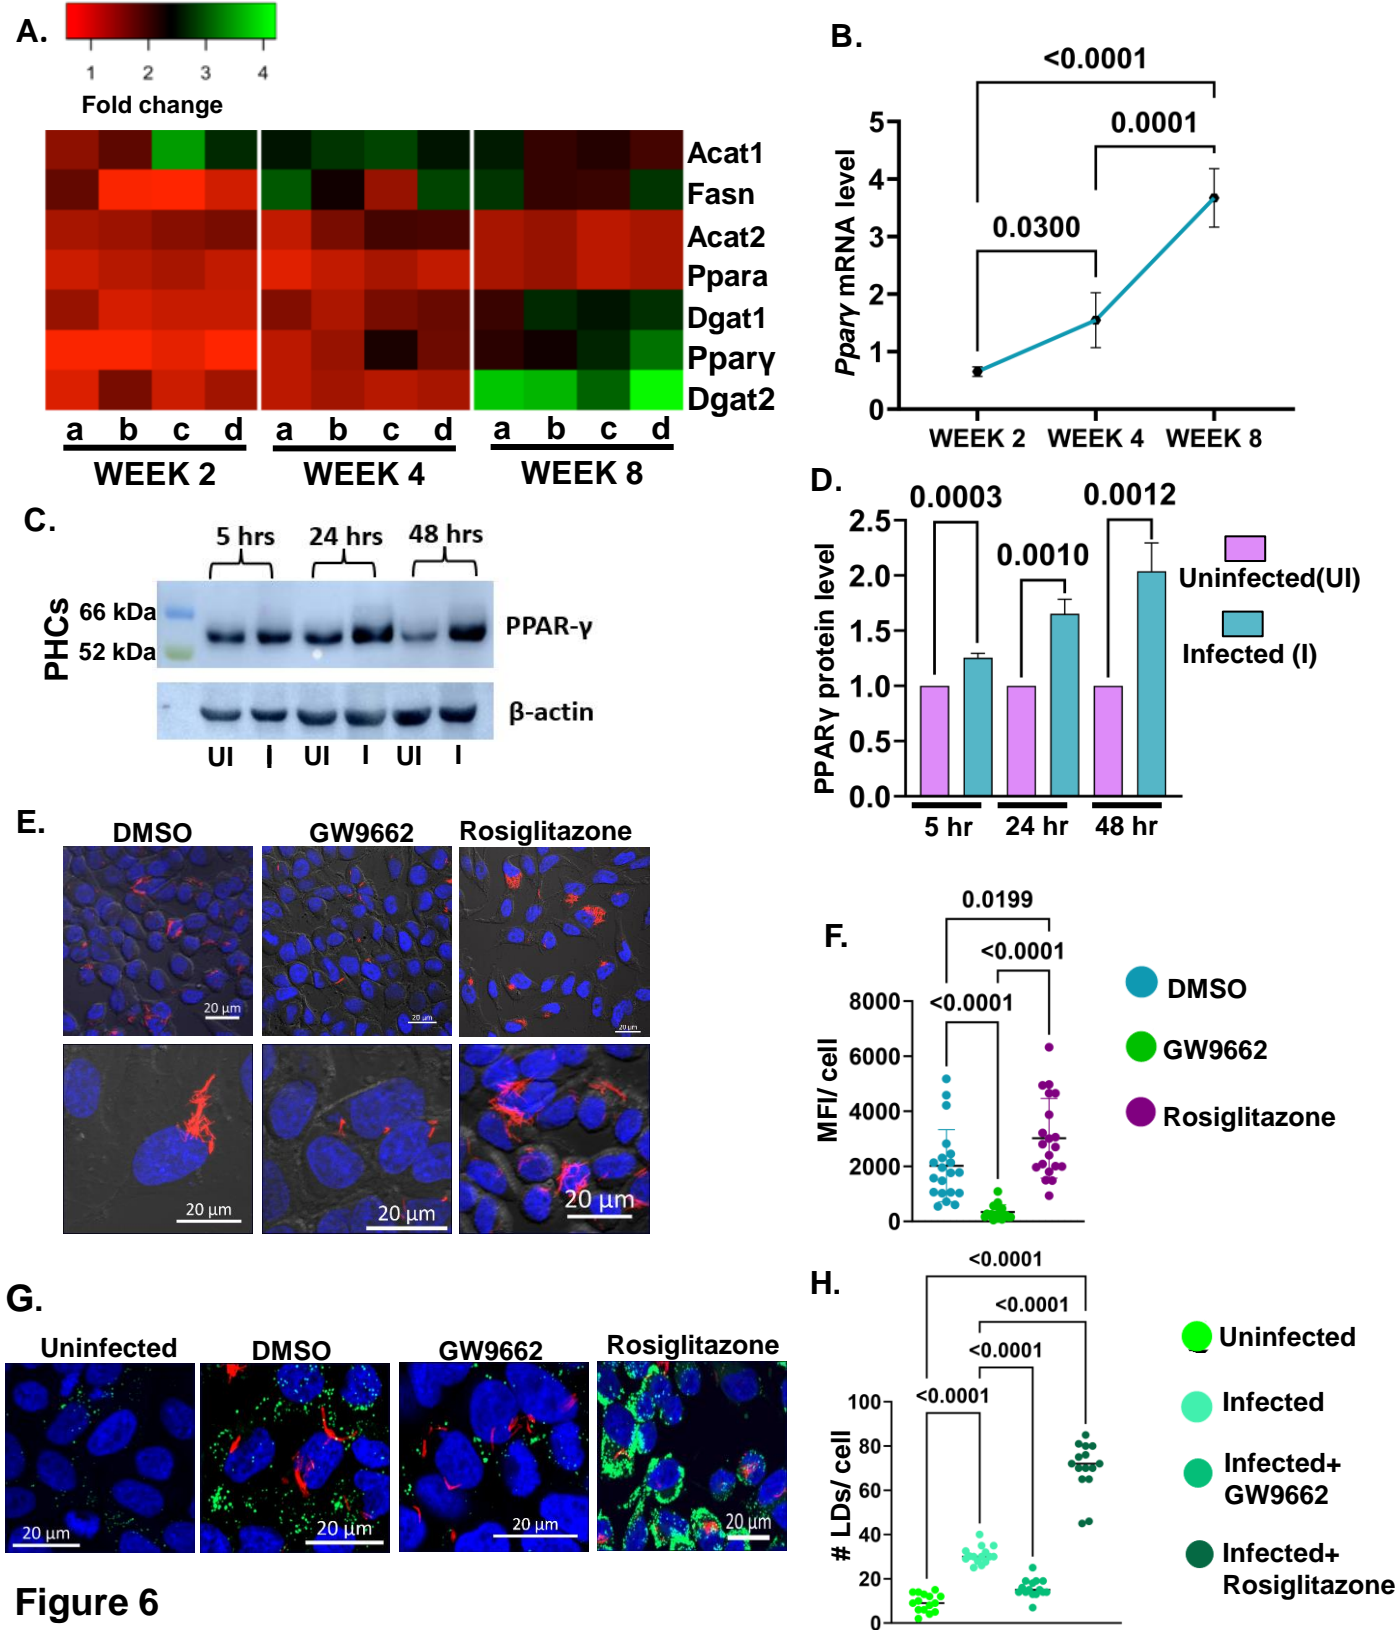 A.
1 2 3 4
Fold change
Acat1
Fasn
Acat2
Ppara
Dgat1
Pparγ
Dgat2
a b c d a b c d a b c d
WEEK 2 WEEK 4 WEEK 8
B.
<0.0001
0.0001
0.0300
Pparγ mRNA level
5
4
3
2
1
0
WEEK 2 WEEK 4 WEEK 8
C.
5 hrs 24 hrs 48 hrs
PHCs
66 kDa
52 kDa
PPAR-γ
β-actin
UI I UI I UI I
D.
0.0003 0.0010 0.0012
PPARγ protein level
2.5
2.0
1.5
1.0
0.5
0.0
5 hr 24 hr 48 hr
Uninfected(UI)
Infected (I)
E.
DMSO GW9662 Rosiglitazone
20 µm 20 µm 20 µm
20 µm 20 µm 20 µm
F.
0.0199
<0.0001
<0.0001
MFI/ cell
8000
6000
4000
2000
0
DMSO
GW9662
Rosiglitazone
G.
Uninfected DMSO GW9662 Rosiglitazone
20 µm 20 µm 20 µm 20 µm
H.
<0.0001
<0.0001
<0.0001
<0.0001
# LDs/ cell
100
80
60
40
20
0
Uninfected
Infected
Infected+
GW9662
Infected+
Rosiglitazone
Figure 6